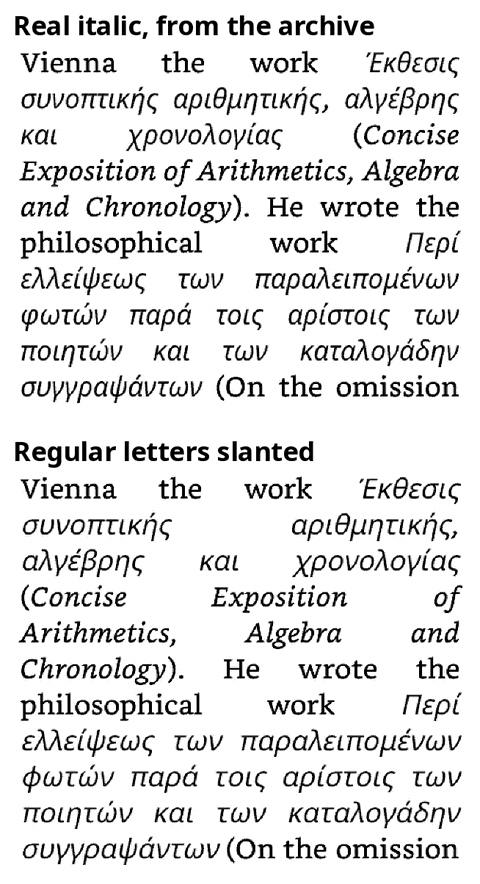 Real italic, from the archive
Vienna the work Έκθεσις
συνοπτικής αριθμητικής, αλγέβρης
και χρονολογίας (Concise
Exposition of Arithmetics, Algebra
and Chronology). He wrote the
philosophical work Περί
ελλείψεως των παραλειπομένων
φωτών παρά τοις αρίστοις των
ποιητών και των καταλογάδην
συγγραψάντων (On the omission
Regular letters slanted
Vienna the work Έκθεσις
συνοπτικής αριθμητικής,
αλγέβρης και χρονολογίας
(Concise Exposition of
Arithmetics, Algebra and
Chronology). He wrote the
philosophical work Περί
ελλείψεως των παραλειπομένων
φωτών παρά τοις αρίστοις των
ποιητών και των καταλογάδην
συγγραψάντων (On the omission